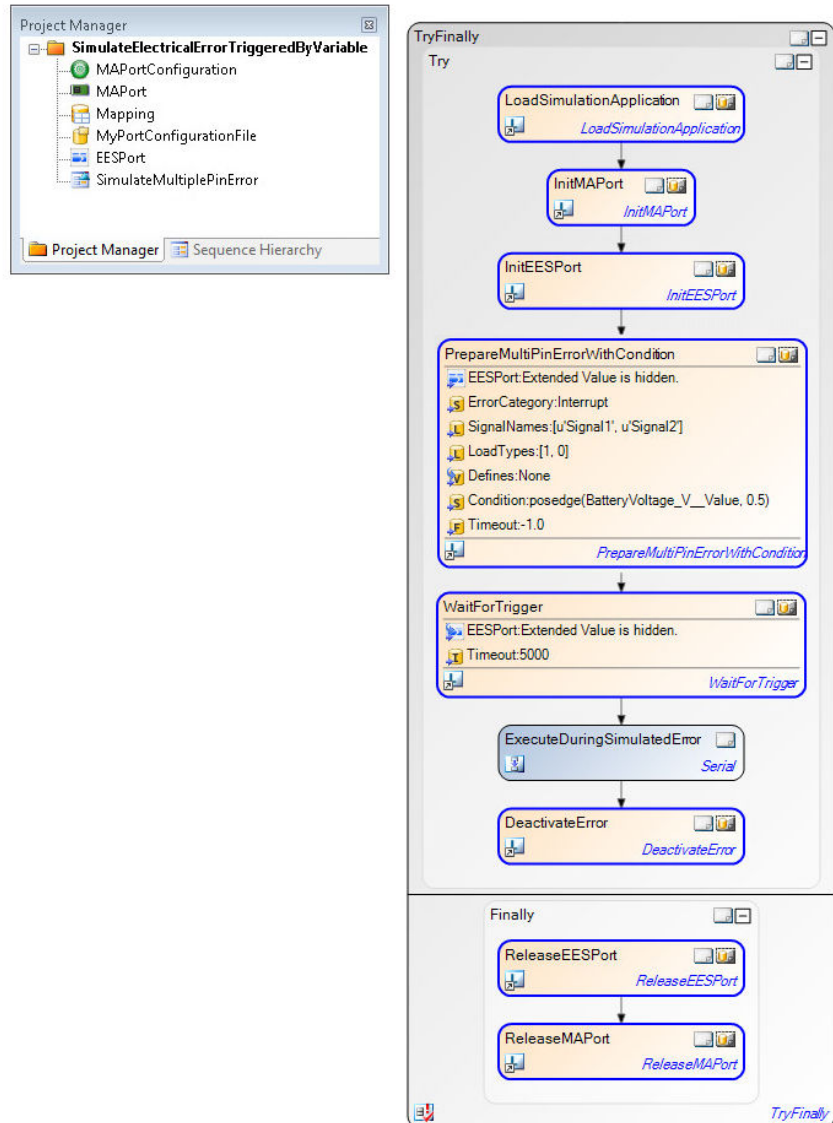 Project Manager
SimulateElectricalErrorTriggeredByVariable
MAPortConfiguration
MAPort
Mapping
MyPortConfigurationFile
EESPort
SimulateMultiplePinError
Project Manager
Sequence Hierarchy
TryFinally
Try
LoadSimulationApplication
LoadSimulationApplication
InitMAPort
InitMAPort
InitEESPort
InitEESPort
PrepareMultiPinErrorWithCondition
EESPort:Extended Value is hidden.
ErrorCategory:Interrupt
SignalNames:[u'Signal1', u'Signal2']
LoadTypes:[1, 0]
Defines:None
Condition:posedge(BatteryVoltage_V__Value, 0.5)
Timeout:-1.0
PrepareMultiPinErrorWithCondition
WaitForTrigger
EESPort:Extended Value is hidden.
Timeout:5000
WaitForTrigger
ExecuteDuringSimulatedError
Serial
DeactivateError
DeactivateError
Finally
ReleaseEESPort
ReleaseEESPort
ReleaseMAPort
ReleaseMAPort
TryFinally